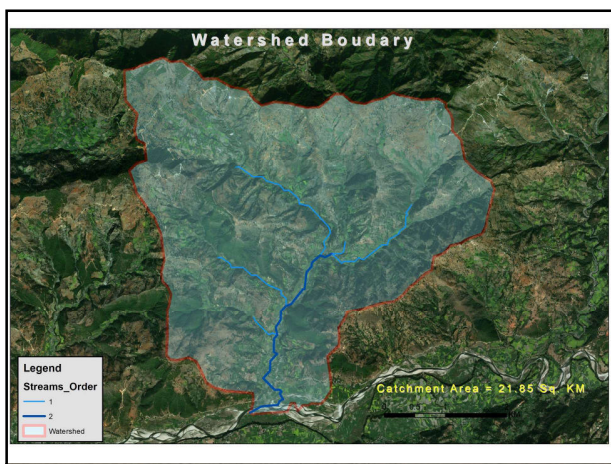 Watershed Boudary
Catchment Area = 21.85 Sq. KM
Legend
Streams_Order
1
2
Watershed